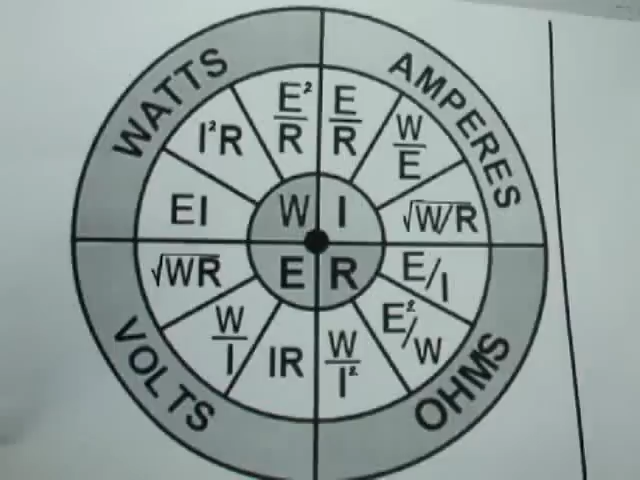 WATTS
AMPERES
E²/R
E/R
I²R
W/E
EI
W
I
√W/R
√WR
E
R
E/I
W/I
IR
W/I²
E²/W
VOLTS
OHMS